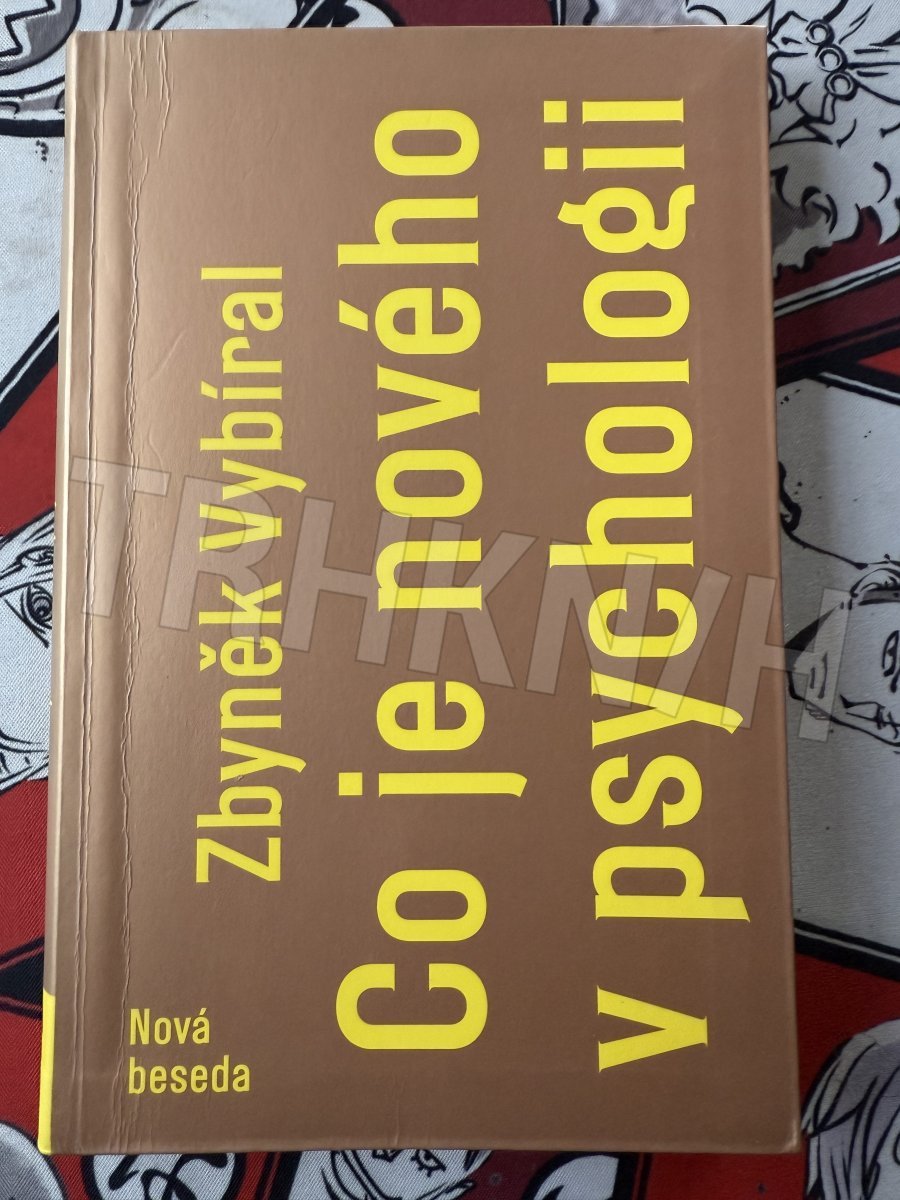 Zbyněk Vybíral
Co je nového
v psychologii
Nová
beseda
TRHKNIH